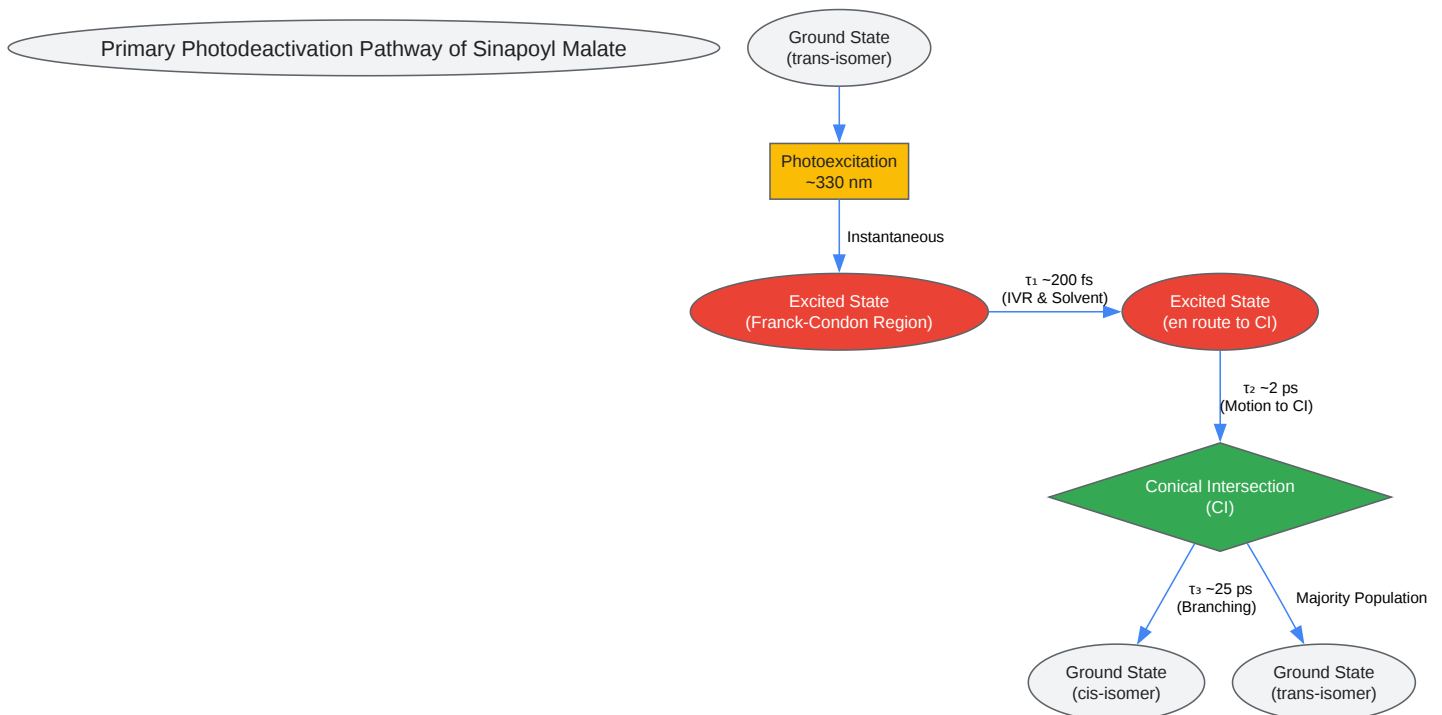 Primary Photodeactivation Pathway of Sinapoyl Malate
Ground State
(trans-isomer)
Photoexcitation
~330 nm
Instantaneous
Excited State
(Franck-Condon Region)
τ₁ ~200 fs
(IVR & Solvent)
Excited State
(en route to CI)
τ₂ ~2 ps
(Motion to CI)
Conical Intersection
(CI)
τ₃ ~25 ps
(Branching)
Majority Population
Ground State
(cis-isomer)
Ground State
(trans-isomer)